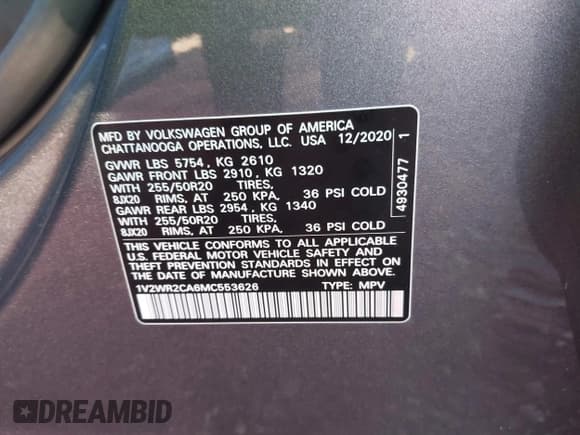 MFD BY VOLKSWAGEN GROUP OF AMERICA
CHATTANOOGA OPERATIONS, LLC. USA 12/2020
GVWR LBS 5754, KG 2610
GAWR FRONT LBS 2910, KG 1320
WITH 255/50R20 TIRES,
8JX20 RIMS, AT 250 KPA, 36 PSI COLD
GAWR REAR LBS 2954, KG 1340
WITH 255/50R20 TIRES,
8JX20 RIMS, AT 250 KPA, 36 PSI COLD
THIS VEHICLE CONFORMS TO ALL APPLICABLE
U.S. FEDERAL MOTOR VEHICLE SAFETY AND
THEFT PREVENTION STANDARDS IN EFFECT ON
THE DATE OF MANUFACTURE SHOWN ABOVE.
1V2WR2CA6MC553626 TYPE: MPV
4930477 1
DREAMBID